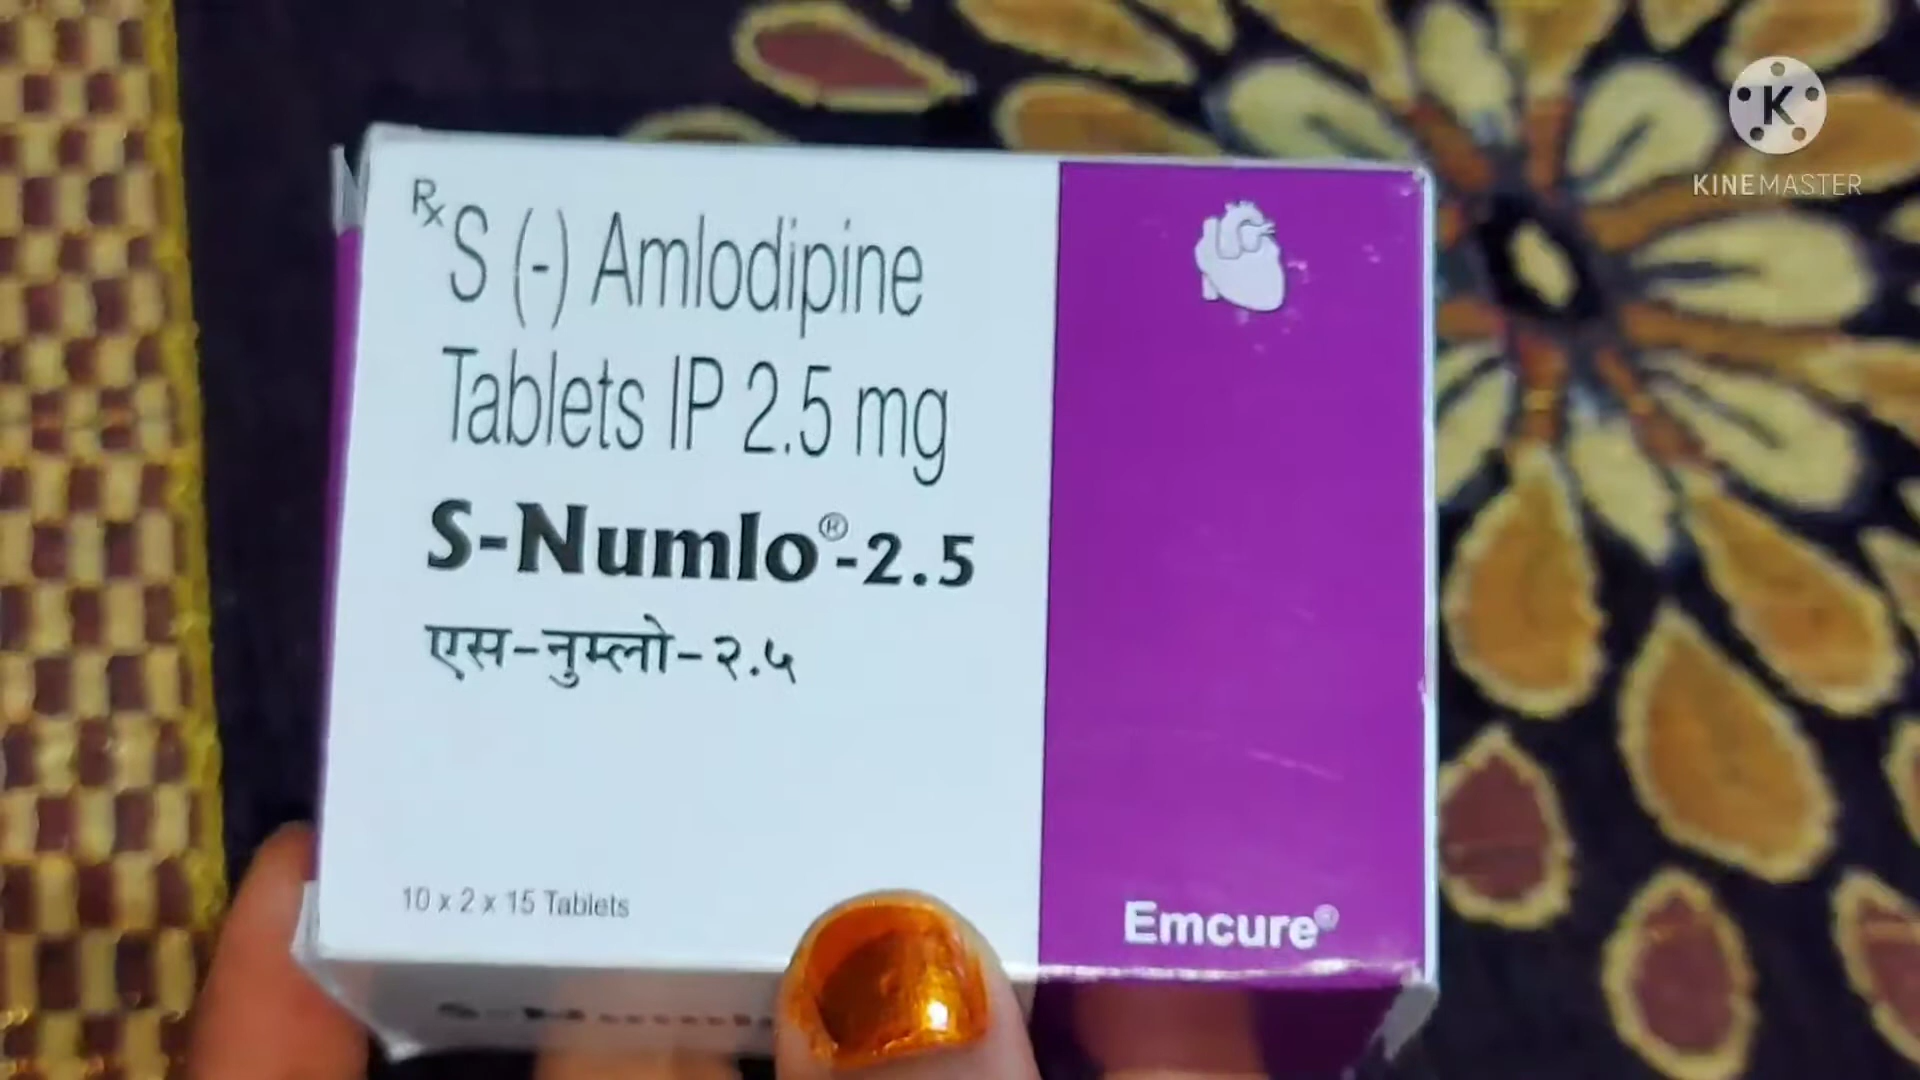 Rx S (-) Amlodipine
Tablets IP 2.5 mg
S-Numlo®-2.5
एस-नुम्लो-२.५
10 x 2 x 15 Tablets
Emcure®
K
KINEMASTER